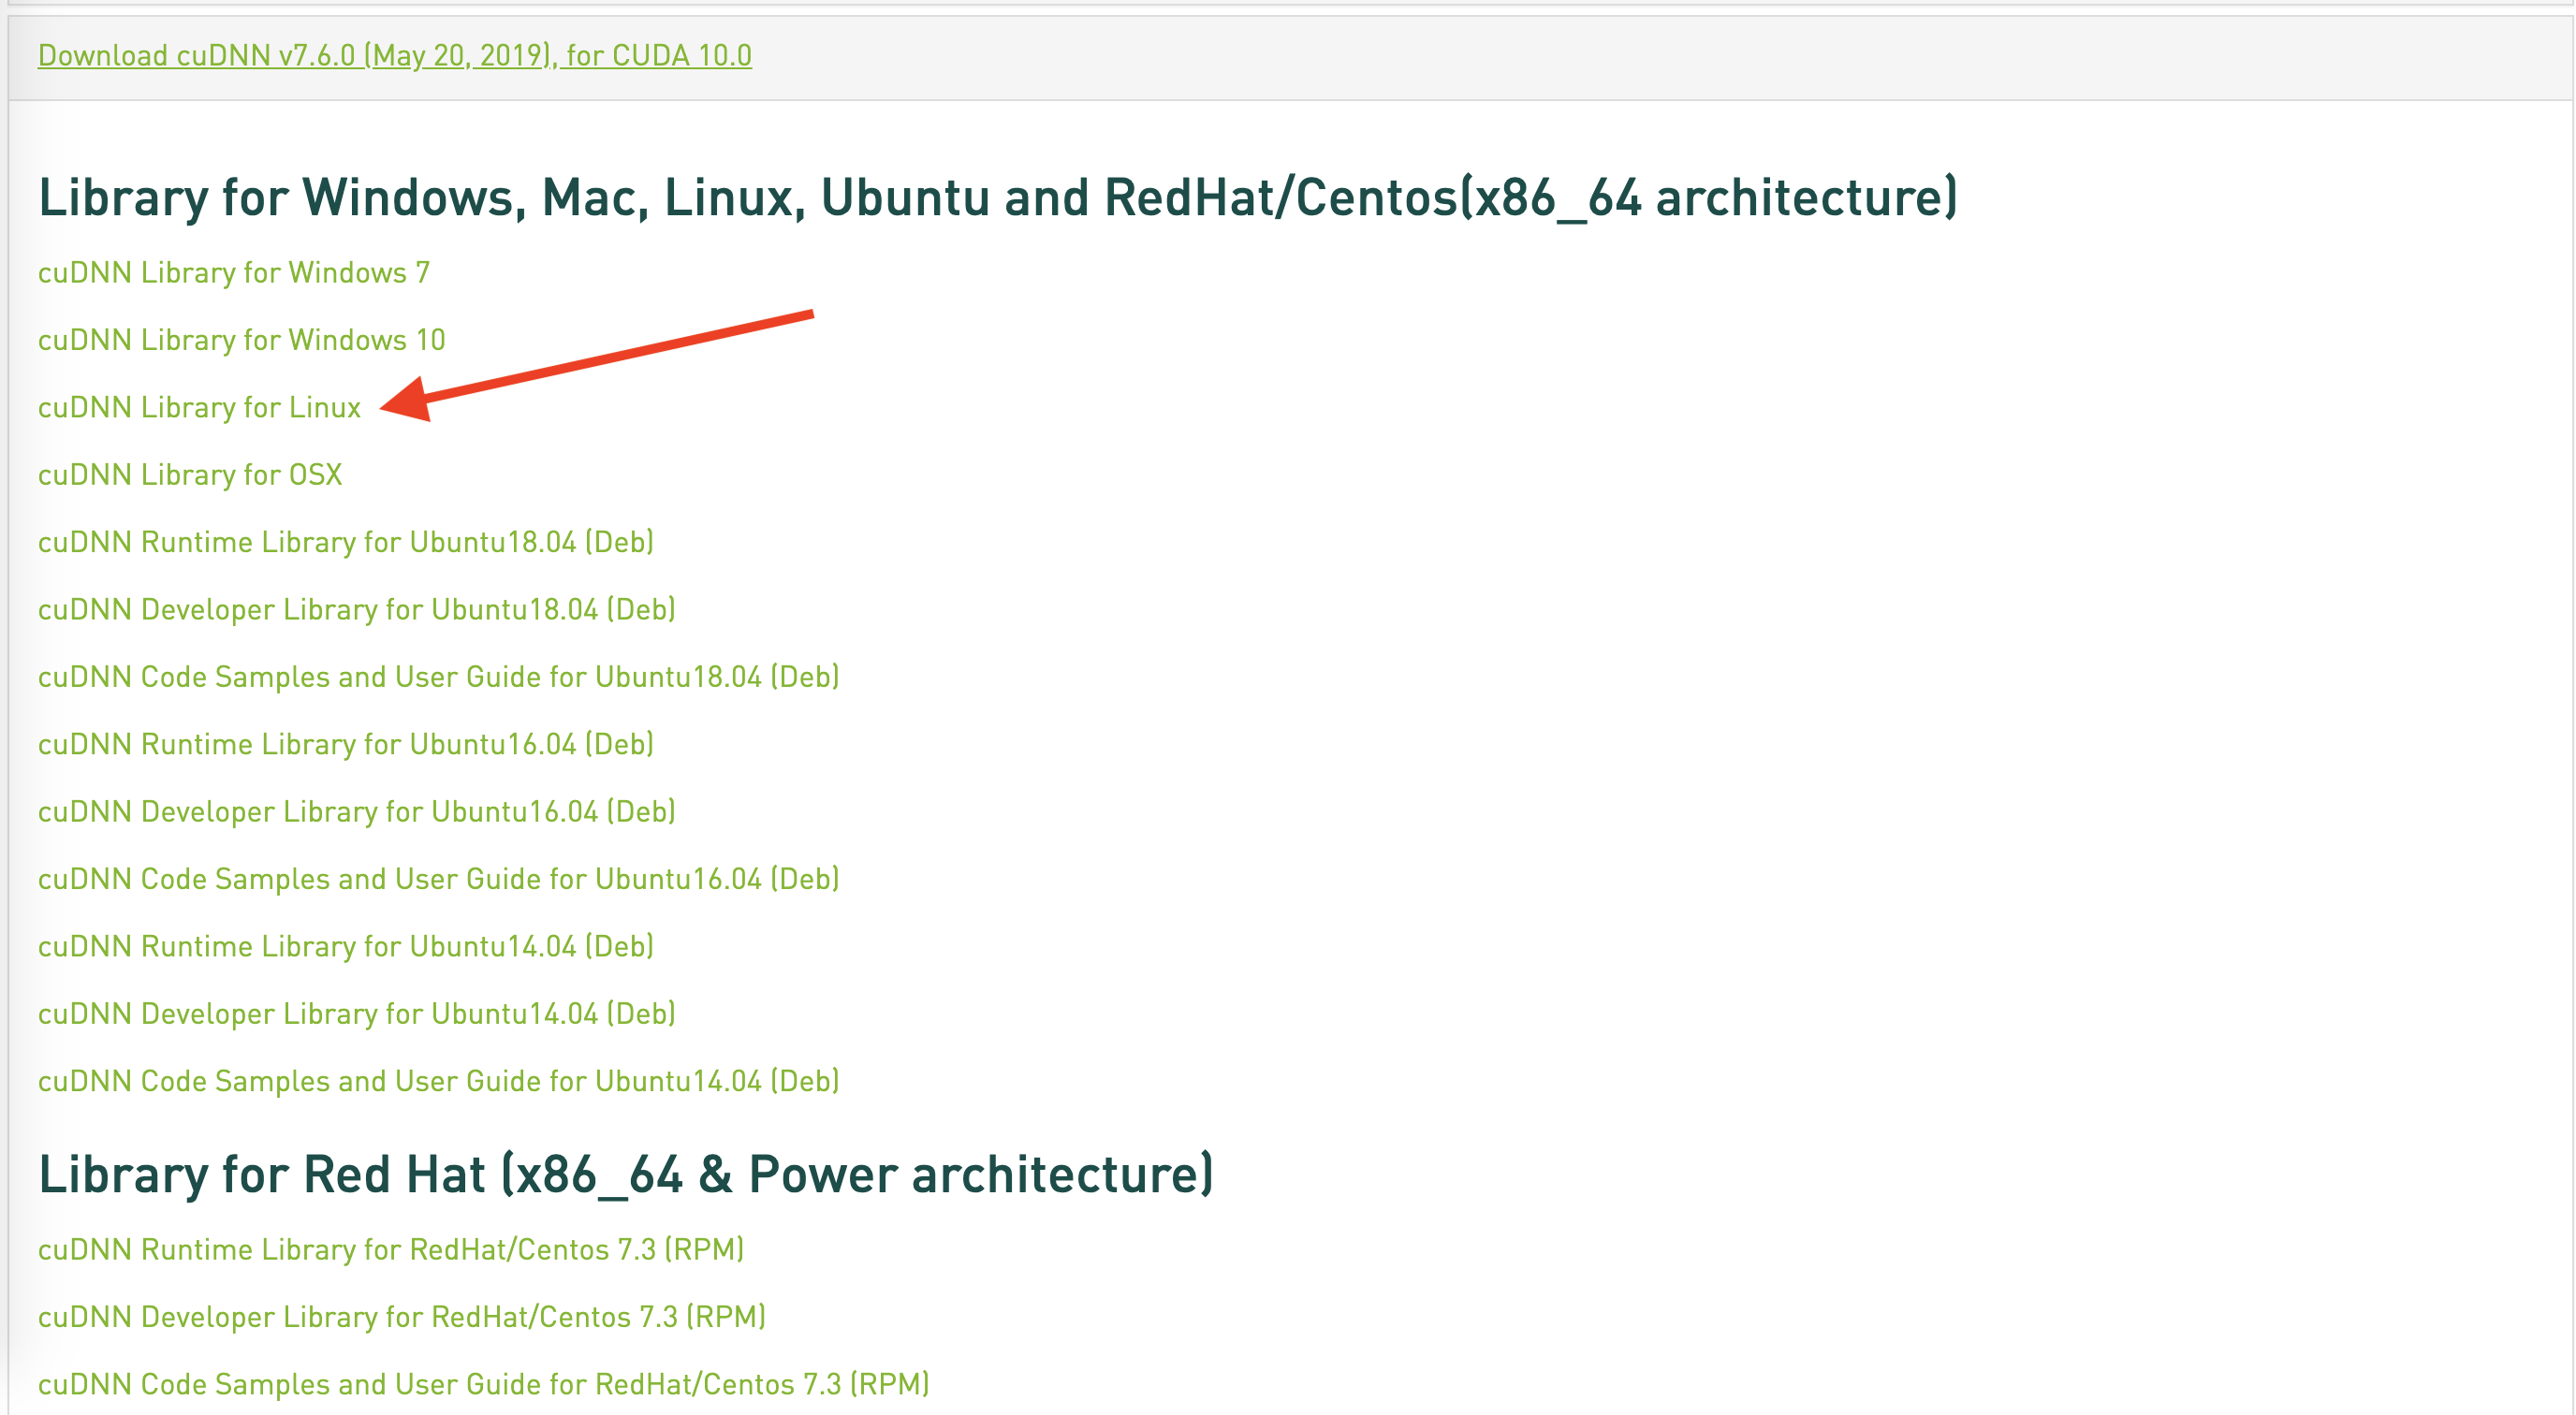 Download cuDNN v7.6.0 (May 20, 2019), for CUDA 10.0
Library for Windows, Mac, Linux, Ubuntu and RedHat/Centos(x86_64 architecture)
cuDNN Library for Windows 7
cuDNN Library for Windows 10
cuDNN Library for Linux
cuDNN Library for OSX
cuDNN Runtime Library for Ubuntu18.04 (Deb)
cuDNN Developer Library for Ubuntu18.04 (Deb)
cuDNN Code Samples and User Guide for Ubuntu18.04 (Deb)
cuDNN Runtime Library for Ubuntu16.04 (Deb)
cuDNN Developer Library for Ubuntu16.04 (Deb)
cuDNN Code Samples and User Guide for Ubuntu16.04 (Deb)
cuDNN Runtime Library for Ubuntu14.04 (Deb)
cuDNN Developer Library for Ubuntu14.04 (Deb)
cuDNN Code Samples and User Guide for Ubuntu14.04 (Deb)
Library for Red Hat (x86_64 & Power architecture)
cuDNN Runtime Library for RedHat/Centos 7.3 (RPM)
cuDNN Developer Library for RedHat/Centos 7.3 (RPM)
cuDNN Code Samples and User Guide for RedHat/Centos 7.3 (RPM)